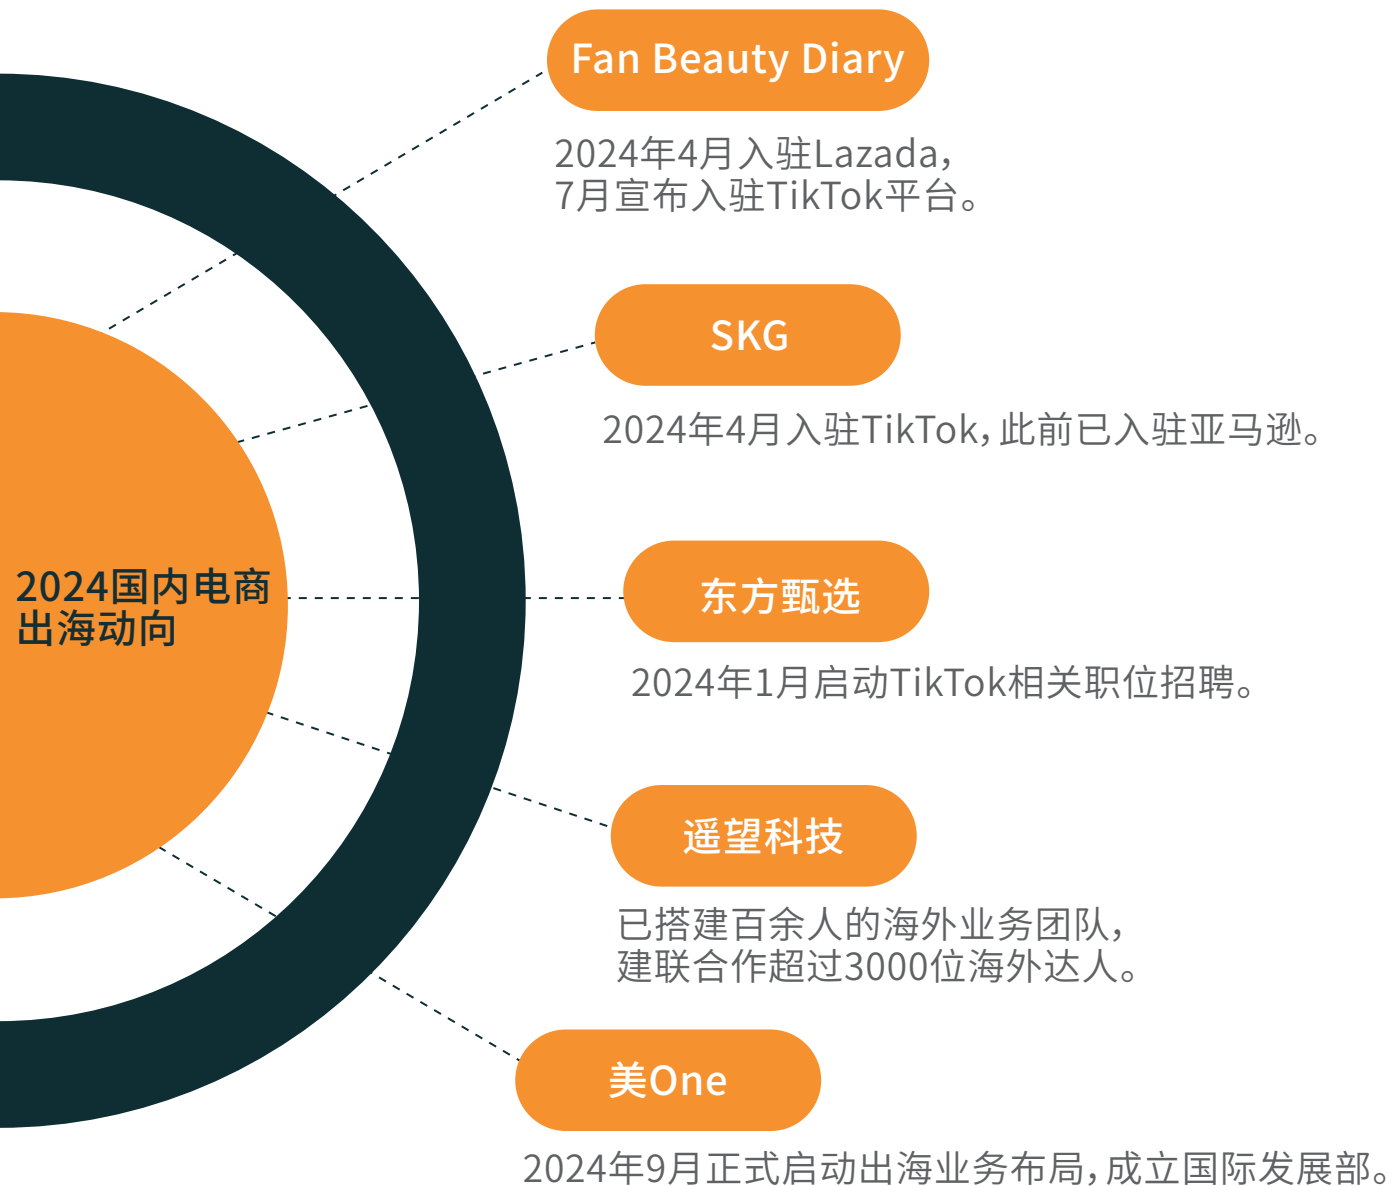 Fan Beauty Diary
2024年4月入驻Lazada，
7月宣布入驻TikTok平台。
SKG
2024年4月入驻TikTok，此前已入驻亚马逊。
2024国内电商
出海动向
东方甄选
2024年1月启动TikTok相关职位招聘。
遥望科技
已搭建百余人的海外业务团队，
建联合作超过3000位海外达人。
美One
2024年9月正式启动出海业务布局，成立国际发展部。